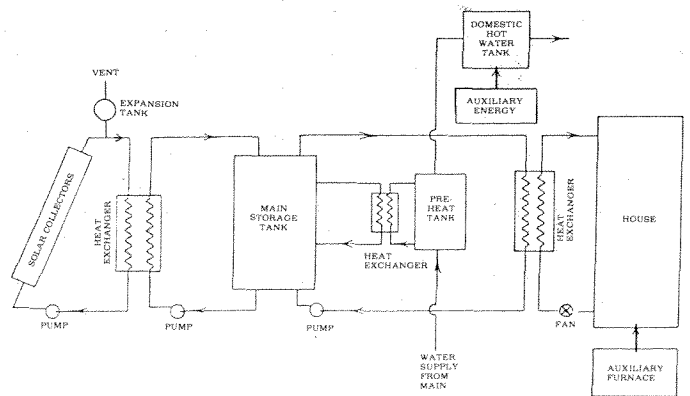 DOMESTIC
HOT
WATER
TANK
VENT
EXPANSION
TANK
AUXILIARY
ENERGY
SOLAR COLLECTORS
HEAT
EXCHANGER
MAIN
STORAGE
TANK
PRE-
HEAT
TANK
HEAT
EXCHANGER
HEAT
EXCHANGER
HOUSE
PUMP
PUMP
PUMP
FAN
WATER
SUPPLY
FROM
MAIN
AUXILIARY
FURNACE